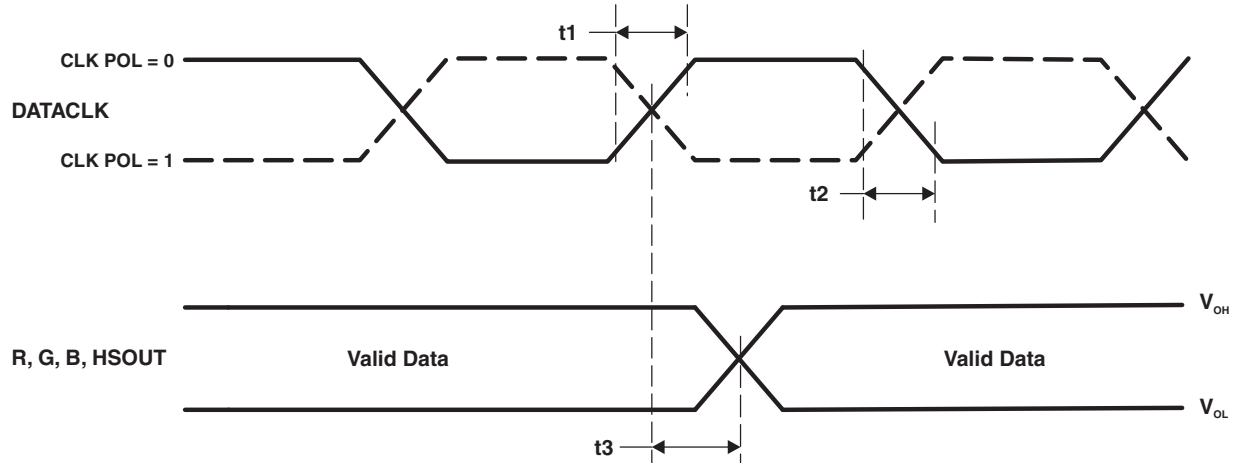 t1
CLK POL = 0
DATACLK
CLK POL = 1
t2
V_OH
R, G, B, HSOUT
Valid Data
Valid Data
V_OL
t3